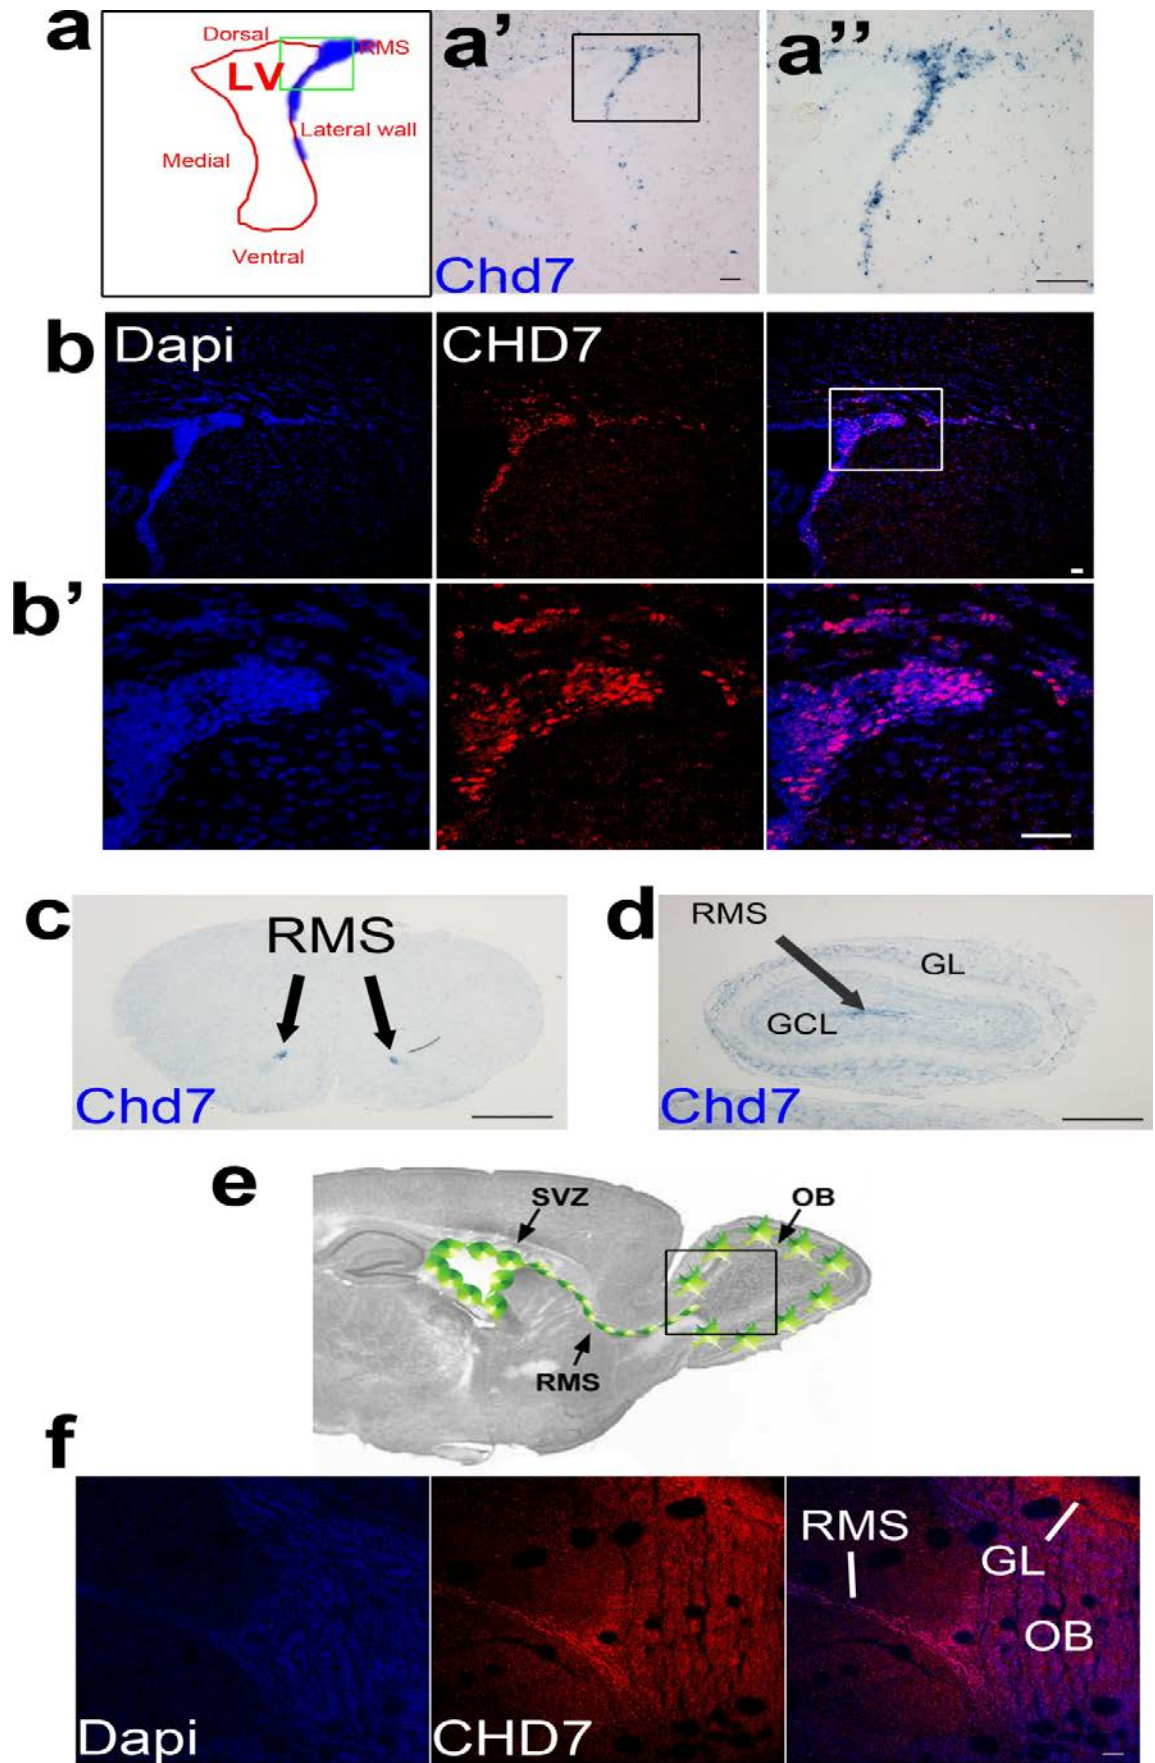 a
Dorsal
RMS
LV
Lateral wall
Medial
Ventral
a'
Chd7
a''
b
Dapi
CHD7
b'
c
RMS
Chd7
d
RMS
GL
GCL
Chd7
e
SVZ
OB
RMS
f
Dapi
CHD7
RMS
GL
OB